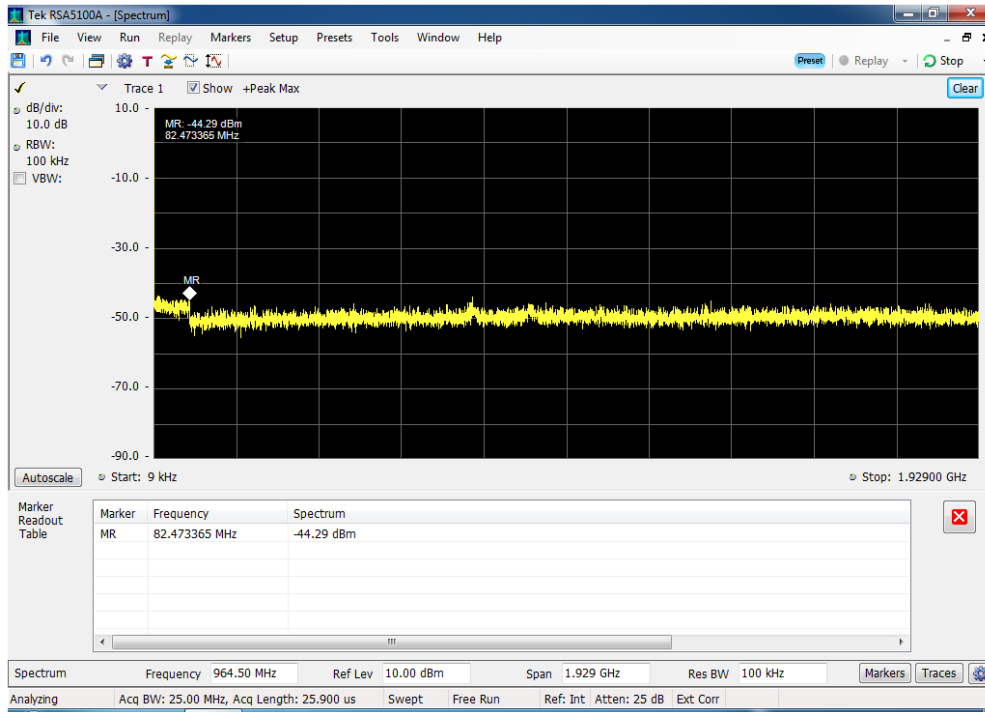 Tek RSA5100A - [Spectrum]
File View Run Replay Markers Setup Presets Tools Window Help
T Preset Replay Stop
Trace 1 Show +Peak Max Clear
dB/div: 10.0
10.0 dB MR: -44.29 dBm
82.473365 MHz
RBW:
100 kHz
VBW: -10.0
-30.0
MR
-50.0
-70.0
-90.0
Autoscale Start: 9 kHz Stop: 1.92900 GHz
Marker
Readout
Table
Marker Frequency Spectrum
MR 82.473365 MHz -44.29 dBm
Spectrum Frequency 964.50 MHz Ref Lev 10.00 dBm Span 1.929 GHz Res BW 100 kHz Markers Traces
Analyzing Acq BW: 25.00 MHz, Acq Length: 25.900 us Swept Free Run Ref: Int Atten: 25 dB Ext Corr